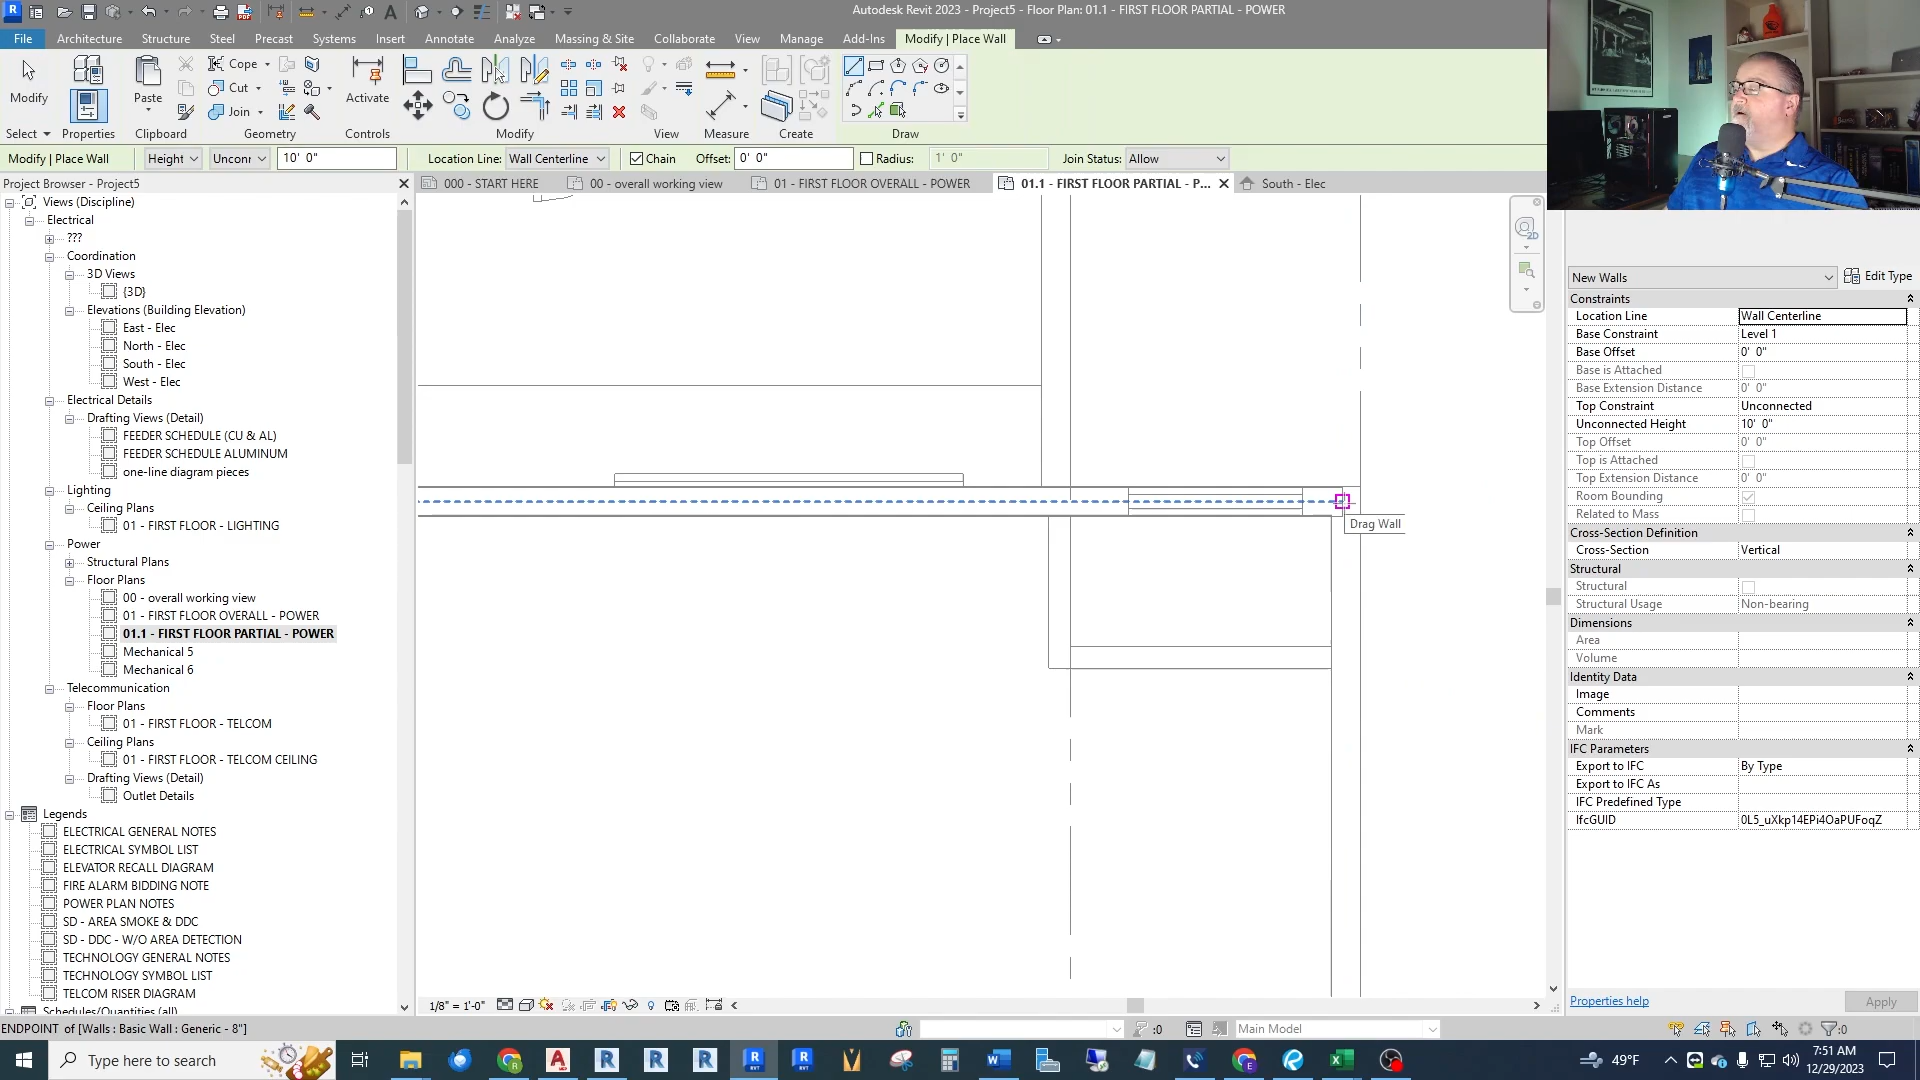 Autodesk Revit 2023 - Project5 - Floor Plan: 01.1 - FIRST FLOOR PARTIAL - POWER
File Architecture Structure Steel Precast Systems Insert Annotate Analyze Massing & Site Collaborate View Manage Add-Ins Modify | Place Wall
Modify Paste Cope Cut Join Activate
Select Properties Clipboard Geometry Controls Modify View Measure Create Draw
Modify | Place Wall Height Unconr 10' 0" Location Line: Wall Centerline Chain Offset: 0' 0" Radius: 1' 0" Join Status: Allow
Project Browser - Project5
000 - START HERE 00 - overall working view 01 - FIRST FLOOR OVERALL - POWER 01.1 - FIRST FLOOR PARTIAL - P... South - Elec
Views (Discipline)
Electrical
???
Coordination
3D Views
{3D}
Elevations (Building Elevation)
East - Elec
North - Elec
South - Elec
West - Elec
Electrical Details
Drafting Views (Detail)
FEEDER SCHEDULE (CU & AL)
FEEDER SCHEDULE ALUMINUM
one-line diagram pieces
Lighting
Ceiling Plans
01 - FIRST FLOOR - LIGHTING
Power
Structural Plans
Floor Plans
00 - overall working view
01 - FIRST FLOOR OVERALL - POWER
01.1 - FIRST FLOOR PARTIAL - POWER
Mechanical 5
Mechanical 6
Telecommunication
Floor Plans
01 - FIRST FLOOR - TELCOM
Ceiling Plans
01 - FIRST FLOOR - TELCOM CEILING
Drafting Views (Detail)
Outlet Details
Legends
ELECTRICAL GENERAL NOTES
ELECTRICAL SYMBOL LIST
ELEVATOR RECALL DIAGRAM
FIRE ALARM BIDDING NOTE
POWER PLAN NOTES
SD - AREA SMOKE & DDC
SD - DDC - W/O AREA DETECTION
TECHNOLOGY GENERAL NOTES
TECHNOLOGY SYMBOL LIST
TELCOM RISER DIAGRAM
Schedules/Quantities (all)
Drag Wall
2D
New Walls Edit Type
Constraints
Location Line Wall Centerline
Base Constraint Level 1
Base Offset 0' 0"
Base is Attached
Base Extension Distance 0' 0"
Top Constraint Unconnected
Unconnected Height 10' 0"
Top Offset 0' 0"
Top is Attached
Top Extension Distance 0' 0"
Room Bounding
Related to Mass
Cross-Section Definition
Cross-Section Vertical
Structural
Structural
Structural Usage Non-bearing
Dimensions
Area
Volume
Identity Data
Image
Comments
Mark
IFC Parameters
Export to IFC By Type
Export to IFC As
IFC Predefined Type
IfcGUID 0L5_uXkp14EPi4OaPUFoqZ
Properties help Apply
1/8" = 1'-0"
ENDPOINT of [Walls : Basic Wall : Generic - 8"] :0 Main Model :0
Type here to search 49°F 7:51 AM
12/29/2023